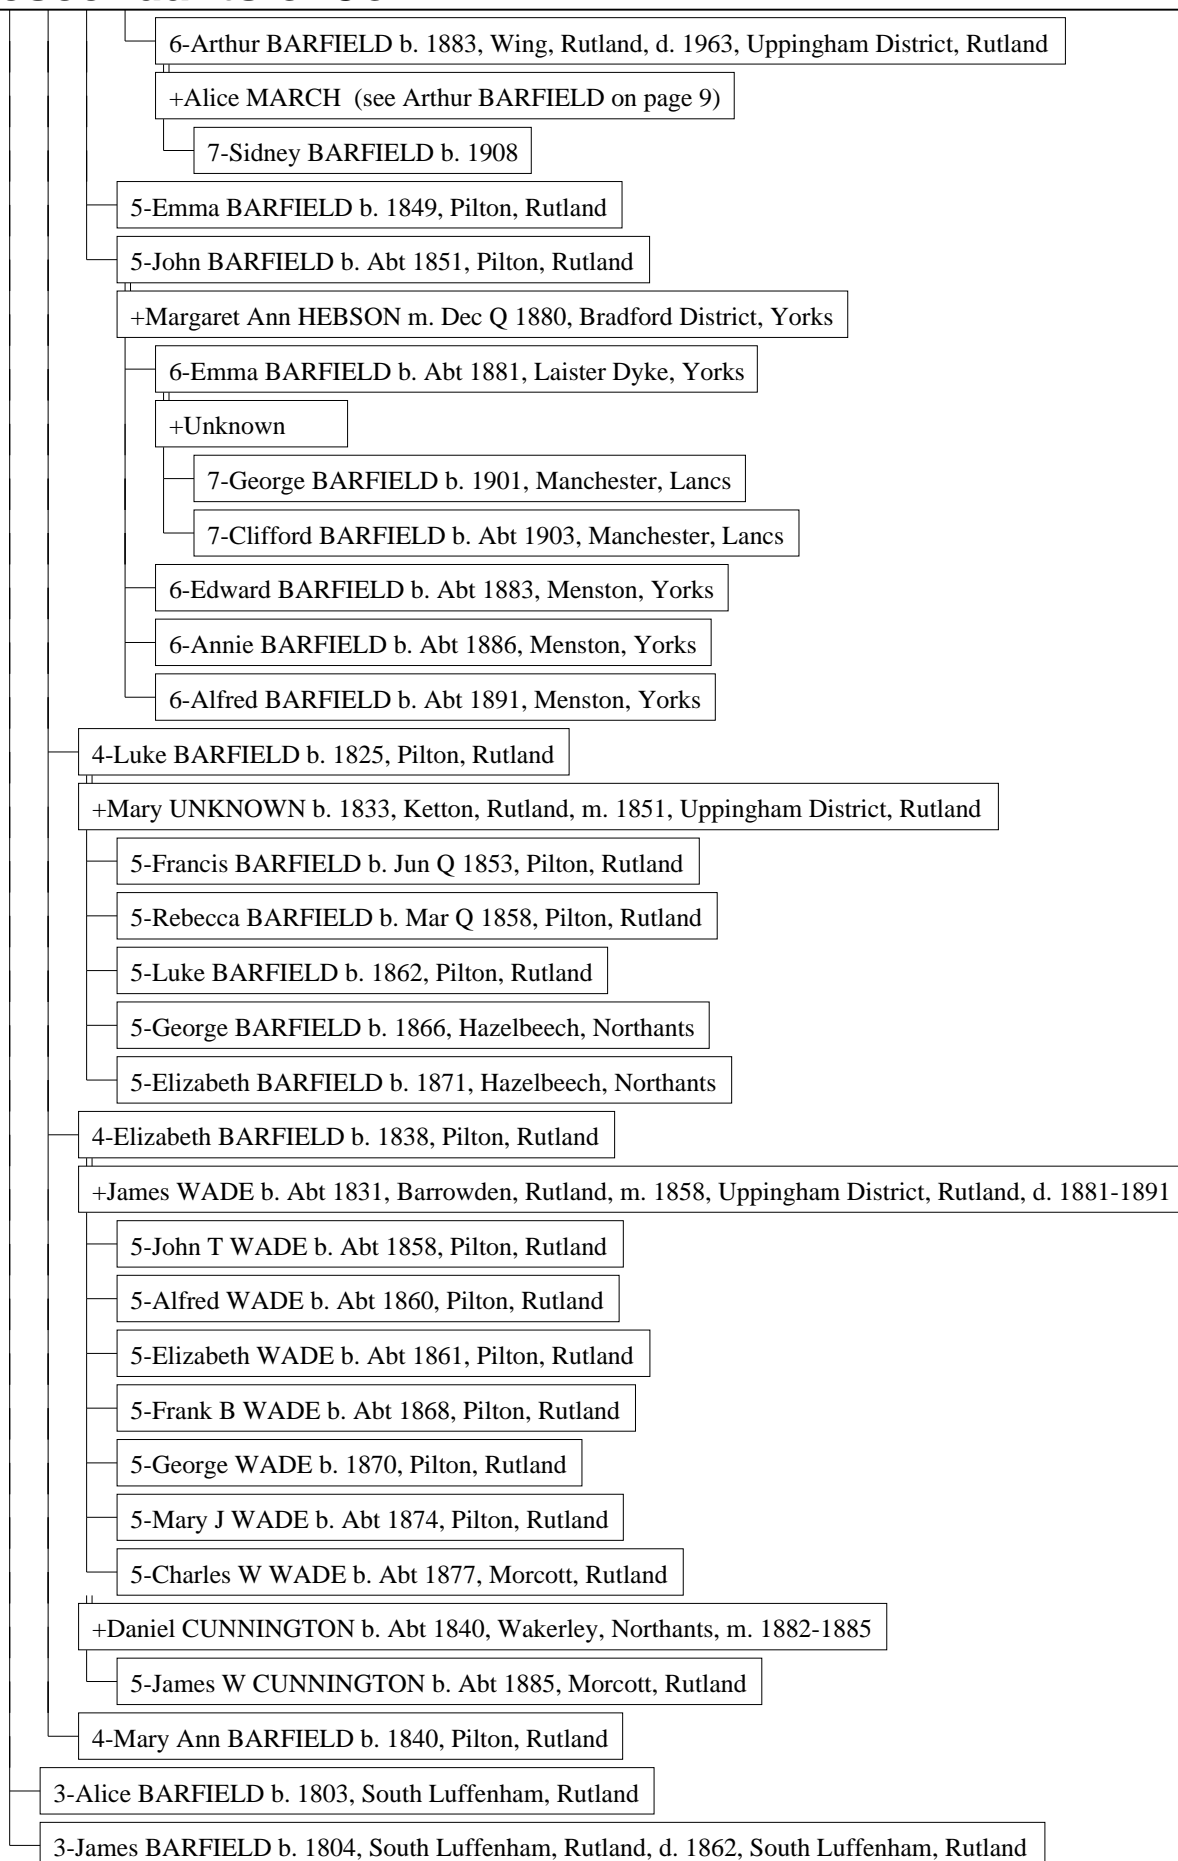 6-Arthur BARFIELD b. 1883, Wing, Rutland, d. 1963, Uppingham District, Rutland
+Alice MARCH (see Arthur BARFIELD on page 9)
7-Sidney BARFIELD b. 1908
5-Emma BARFIELD b. 1849, Pilton, Rutland
5-John BARFIELD b. Abt 1851, Pilton, Rutland
+Margaret Ann HEBSON m. Dec Q 1880, Bradford District, Yorks
6-Emma BARFIELD b. Abt 1881, Laister Dyke, Yorks
+Unknown
7-George BARFIELD b. 1901, Manchester, Lancs
7-Clifford BARFIELD b. Abt 1903, Manchester, Lancs
6-Edward BARFIELD b. Abt 1883, Menston, Yorks
6-Annie BARFIELD b. Abt 1886, Menston, Yorks
6-Alfred BARFIELD b. Abt 1891, Menston, Yorks
4-Luke BARFIELD b. 1825, Pilton, Rutland
+Mary UNKNOWN b. 1833, Ketton, Rutland, m. 1851, Uppingham District, Rutland
5-Francis BARFIELD b. Jun Q 1853, Pilton, Rutland
5-Rebecca BARFIELD b. Mar Q 1858, Pilton, Rutland
5-Luke BARFIELD b. 1862, Pilton, Rutland
5-George BARFIELD b. 1866, Hazelbeech, Northants
5-Elizabeth BARFIELD b. 1871, Hazelbeech, Northants
4-Elizabeth BARFIELD b. 1838, Pilton, Rutland
+James WADE b. Abt 1831, Barrowden, Rutland, m. 1858, Uppingham District, Rutland, d. 1881-1891
5-John T WADE b. Abt 1858, Pilton, Rutland
5-Alfred WADE b. Abt 1860, Pilton, Rutland
5-Elizabeth WADE b. Abt 1861, Pilton, Rutland
5-Frank B WADE b. Abt 1868, Pilton, Rutland
5-George WADE b. 1870, Pilton, Rutland
5-Mary J WADE b. Abt 1874, Pilton, Rutland
5-Charles W WADE b. Abt 1877, Morcott, Rutland
+Daniel CUNNINGTON b. Abt 1840, Wakerley, Northants, m. 1882-1885
5-James W CUNNINGTON b. Abt 1885, Morcott, Rutland
4-Mary Ann BARFIELD b. 1840, Pilton, Rutland
3-Alice BARFIELD b. 1803, South Luffenham, Rutland
3-James BARFIELD b. 1804, South Luffenham, Rutland, d. 1862, South Luffenham, Rutland